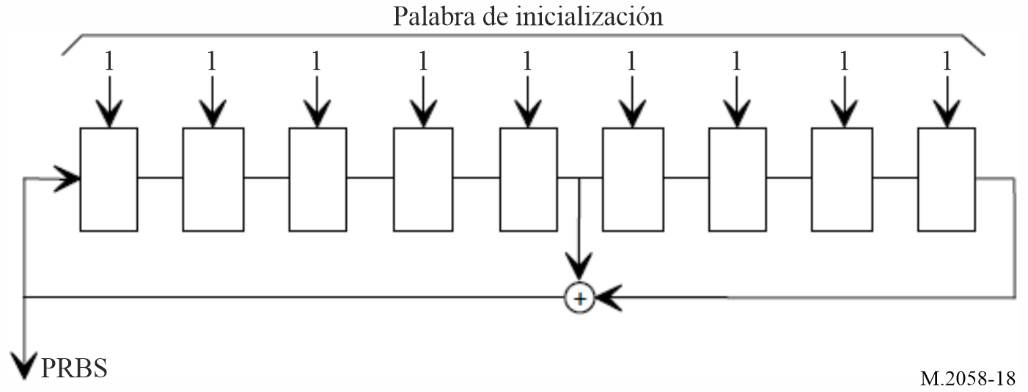 Palabra de inicialización
1 1 1 1 1 1 1 1 1
+
PRBS
M.2058-18